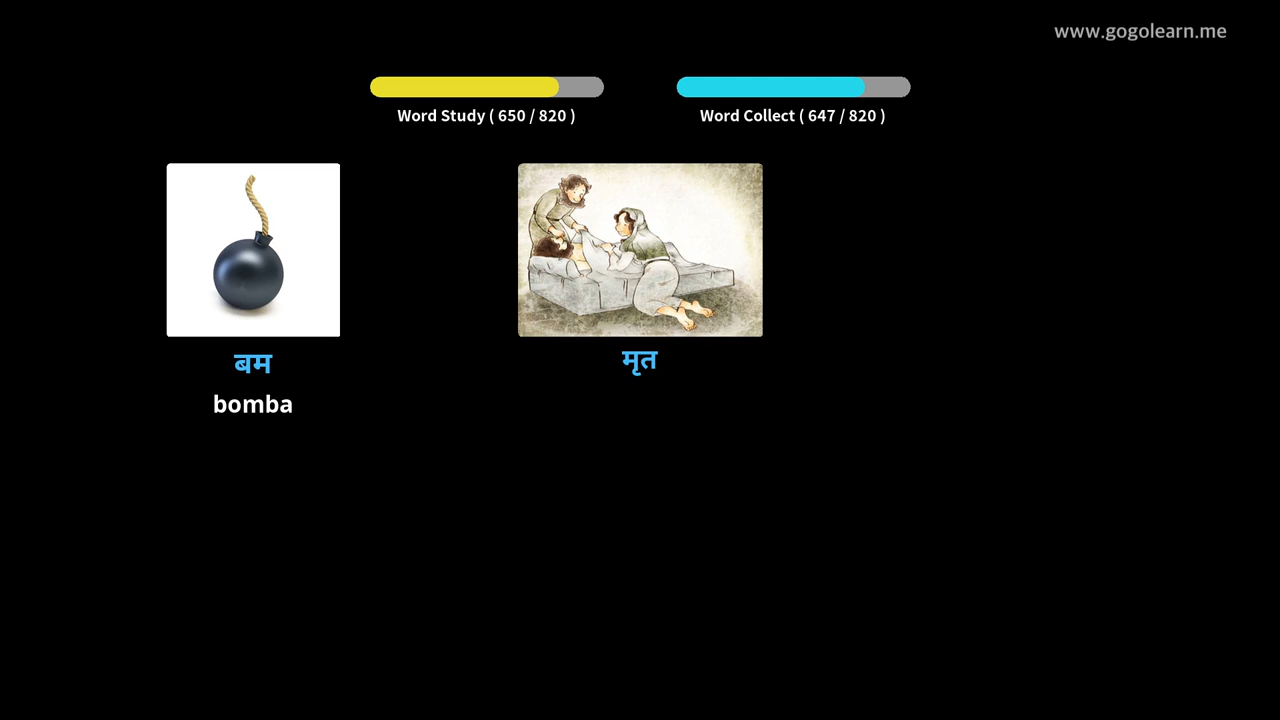 www.gogolearn.me
Word Study ( 650 / 820 )
Word Collect ( 647 / 820 )
बम
bomba
मृत